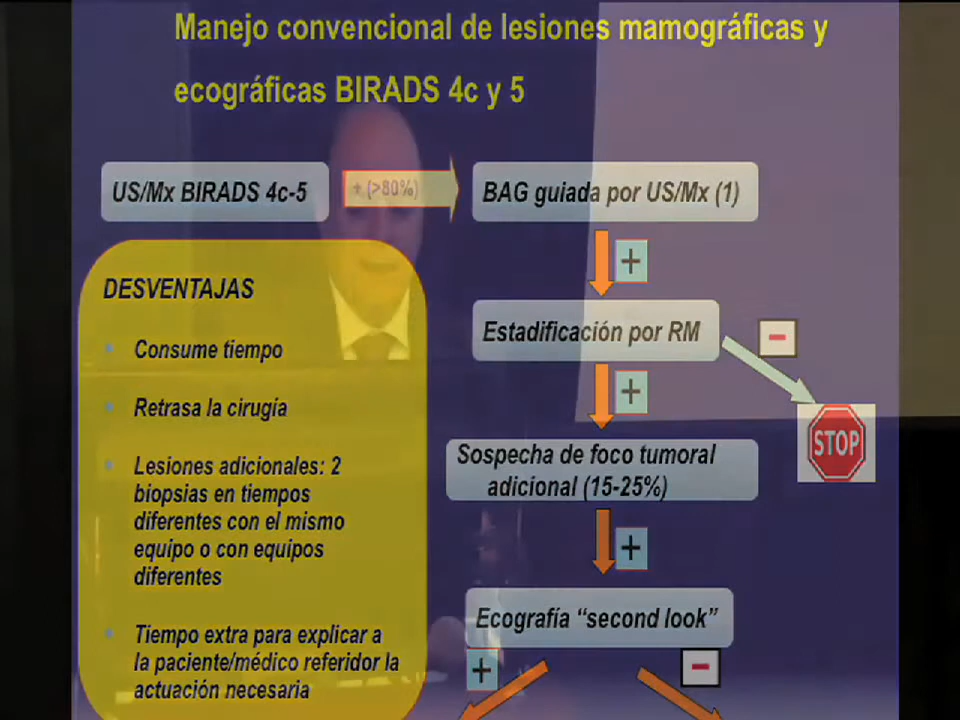 Manejo convencional de lesiones mamográficas y
ecográficas BIRADS 4c y 5
US/Mx BIRADS 4c-5
+ (>80%)
BAG guiada por US/Mx (1)
+
DESVENTAJAS
• Consume tiempo
• Retrasa la cirugía
• Lesiones adicionales: 2
biopsias en tiempos
diferentes con el mismo
equipo o con equipos
diferentes
• Tiempo extra para explicar a
la paciente/médico referidor la
actuación necesaria
Estadificación por RM
−
+
STOP
Sospecha de foco tumoral
adicional (15-25%)
+
Ecografía “second look”
+
−